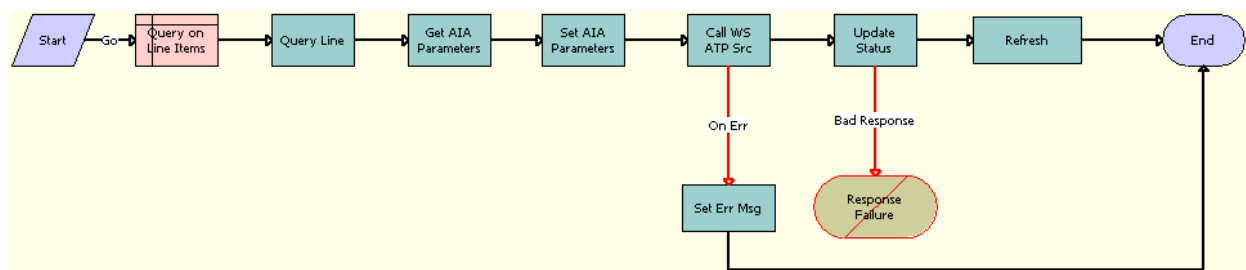 Start
Go
Query on
Line Items
Query Line
Get AIA
Parameters
Set AIA
Parameters
Call WS
ATP Src
Update
Status
Refresh
End
On Err
Bad Response
Set Err Msg
Response
Failure